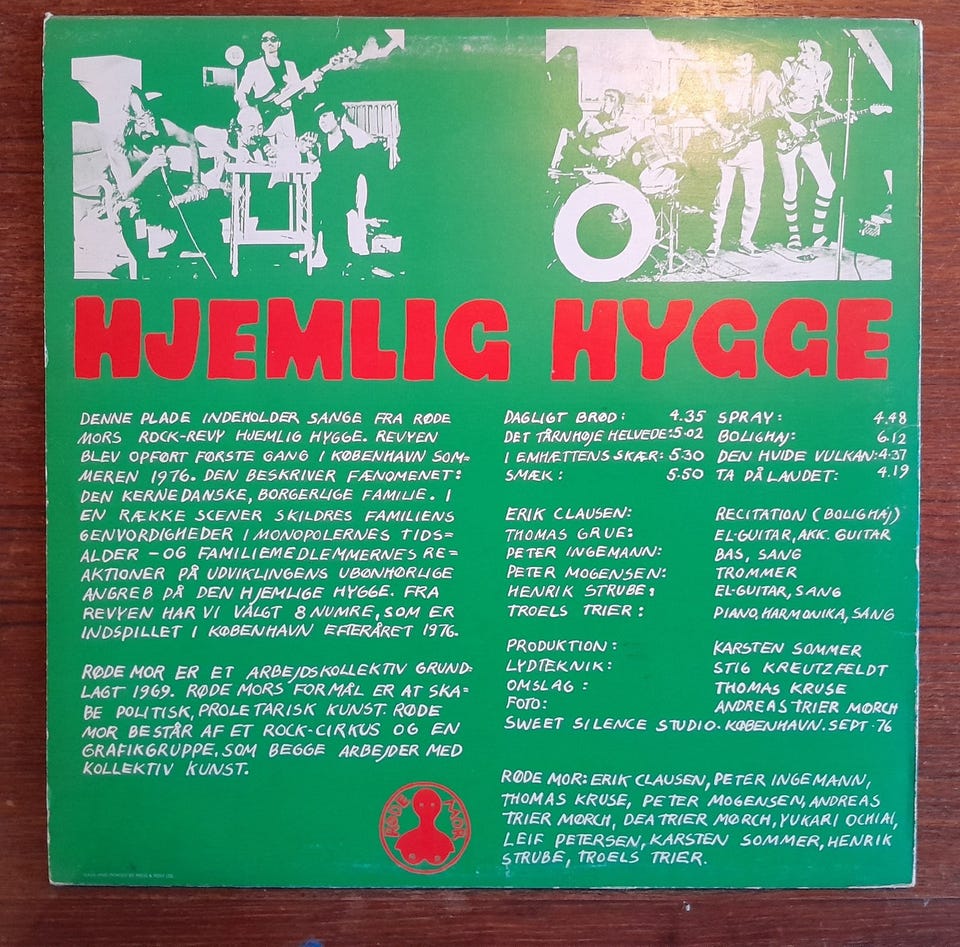 HJEMLIG HYGGE
DENNE PLADE INDEHOLDER SANGE FRA RØDE
MORS ROCK-REVY HJEMLIG HYGGE. REVYEN
BLEV OPFØRT FØRSTE GANG I KØBENHAVN SOM=
MEREN 1976. DEN BESKRIVER FÆNOMENET:
DEN KERNEDANSKE, BORGERLIGE FAMILIE. I
EN RÆKKE SCENER SKILDRES FAMILIENS
GENVORDIGHEDER I MONOPOLERNES TIDS=
ALDER - OG FAMILIEMEDLEMMERNES RE=
AKTIONER PÅ UDVIKLINGENS UBØNHØRLIGE
ANGREB PÅ DEN HJEMLIGE HYGGE. FRA
REVYEN HAR VI VALGT 8 NUMRE, SOM ER
INDSPILLET I KØBENHAVN EFTERÅRET 1976.
RØDE MOR ER ET ARBEJDSKOLLEKTIV GRUND=
LAGT 1969. RØDE MORS FORMÅL ER AT SKA=
BE POLITISK, PROLETARISK KUNST. RØDE
MOR BESTÅR AF ET ROCK-CIRKUS OG EN
GRAFIKGRUPPE, SOM BEGGE ARBEJDER MED
KOLLEKTIV KUNST.
DAGLIGT BRØD: 4.35
DET TÅRNHØJE HELVEDE: 5.02
I EMHÆTTENS SKÆR: 5.30
SMÆK: 5.50
SPRAY: 4.48
BOLIGHAJ: 6.12
DEN HVIDE VULKAN: 4.37
TA PÅ LANDET: 4.19
ERIK CLAUSEN: RECITATION (BOLIGHAJ)
THOMAS GRUE: EL-GUITAR, AKK. GUITAR
PETER INGEMANN: BAS, SANG
PETER MOGENSEN: TROMMER
HENRIK STRUBE: EL-GUITAR, SANG
TROELS TRIER: PIANO, HARMONIKA, SANG
PRODUKTION: KARSTEN SOMMER
LYDTEKNIK: STIG KREUTZFELDT
OMSLAG: THOMAS KRUSE
FOTO: ANDREAS TRIER MØRCH
SWEET SILENCE STUDIO. KØBENHAVN. SEPT 76
RØDE MOR: ERIK CLAUSEN, PETER INGEMANN,
THOMAS KRUSE, PETER MOGENSEN, ANDREAS
TRIER MØRCH, DEA TRIER MØRCH, YUKARI OCHIAI,
LEIF PETERSEN, KARSTEN SOMMER, HENRIK
STRUBE, TROELS TRIER.
RØDE MOR